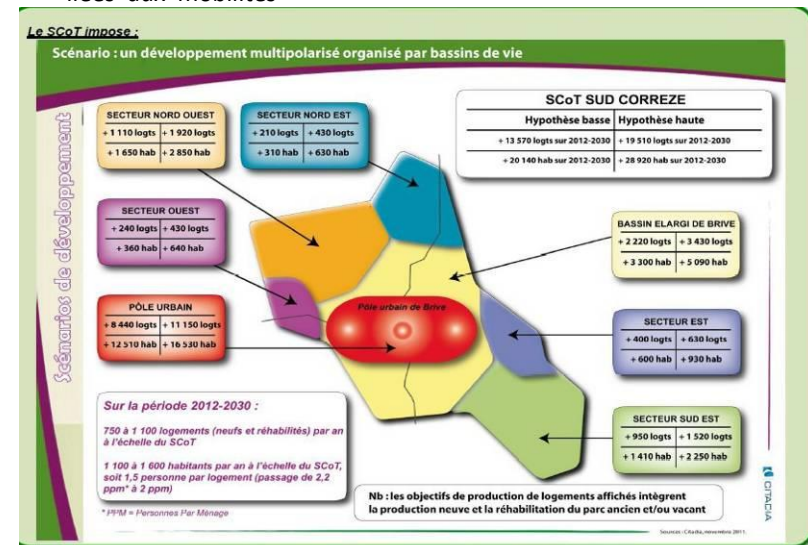 liées aux mobilités
Le SCoT impose :
Scénario : un développement multipolarisé organisé par bassins de vie
Scénarios de développement
SECTEUR NORD OUEST
+ 1 110 logts + 1 920 logts
+ 1 650 hab + 2 850 hab
SECTEUR NORD EST
+ 210 logts + 430 logts
+ 310 hab + 630 hab
SCoT SUD CORREZE
Hypothèse basse Hypothèse haute
+ 13 570 logts sur 2012-2030 + 19 510 logts sur 2012-2030
+ 20 140 hab sur 2012-2030 + 28 920 hab sur 2012-2030
SECTEUR OUEST
+ 240 logts + 430 logts
+ 360 hab + 640 hab
BASSIN ELARGI DE BRIVE
+ 2 220 logts + 3 430 logts
+ 3 300 hab + 5 090 hab
PÔLE URBAIN
+ 8 440 logts + 11 150 logts
+ 12 510 hab + 16 530 hab
Pôle urbain de Brive
SECTEUR EST
+ 400 logts + 630 logts
+ 600 hab + 930 hab
SECTEUR SUD EST
+ 950 logts + 1 520 logts
+ 1 410 hab + 2 250 hab
Sur la période 2012-2030 :
750 à 1 100 logements (neufs et réhabilités) par an
à l'échelle du SCoT
1 100 à 1 600 habitants par an à l'échelle du SCoT,
soit 1,5 personne par logement (passage de 2,2
ppm* à 2 ppm)
* PPM = Personnes Par Ménage
Nb : les objectifs de production de logements affichés intègrent
la production neuve et la réhabilitation du parc ancien et/ou vacant
CITADIA
Sources : Citadia, novembre 2011